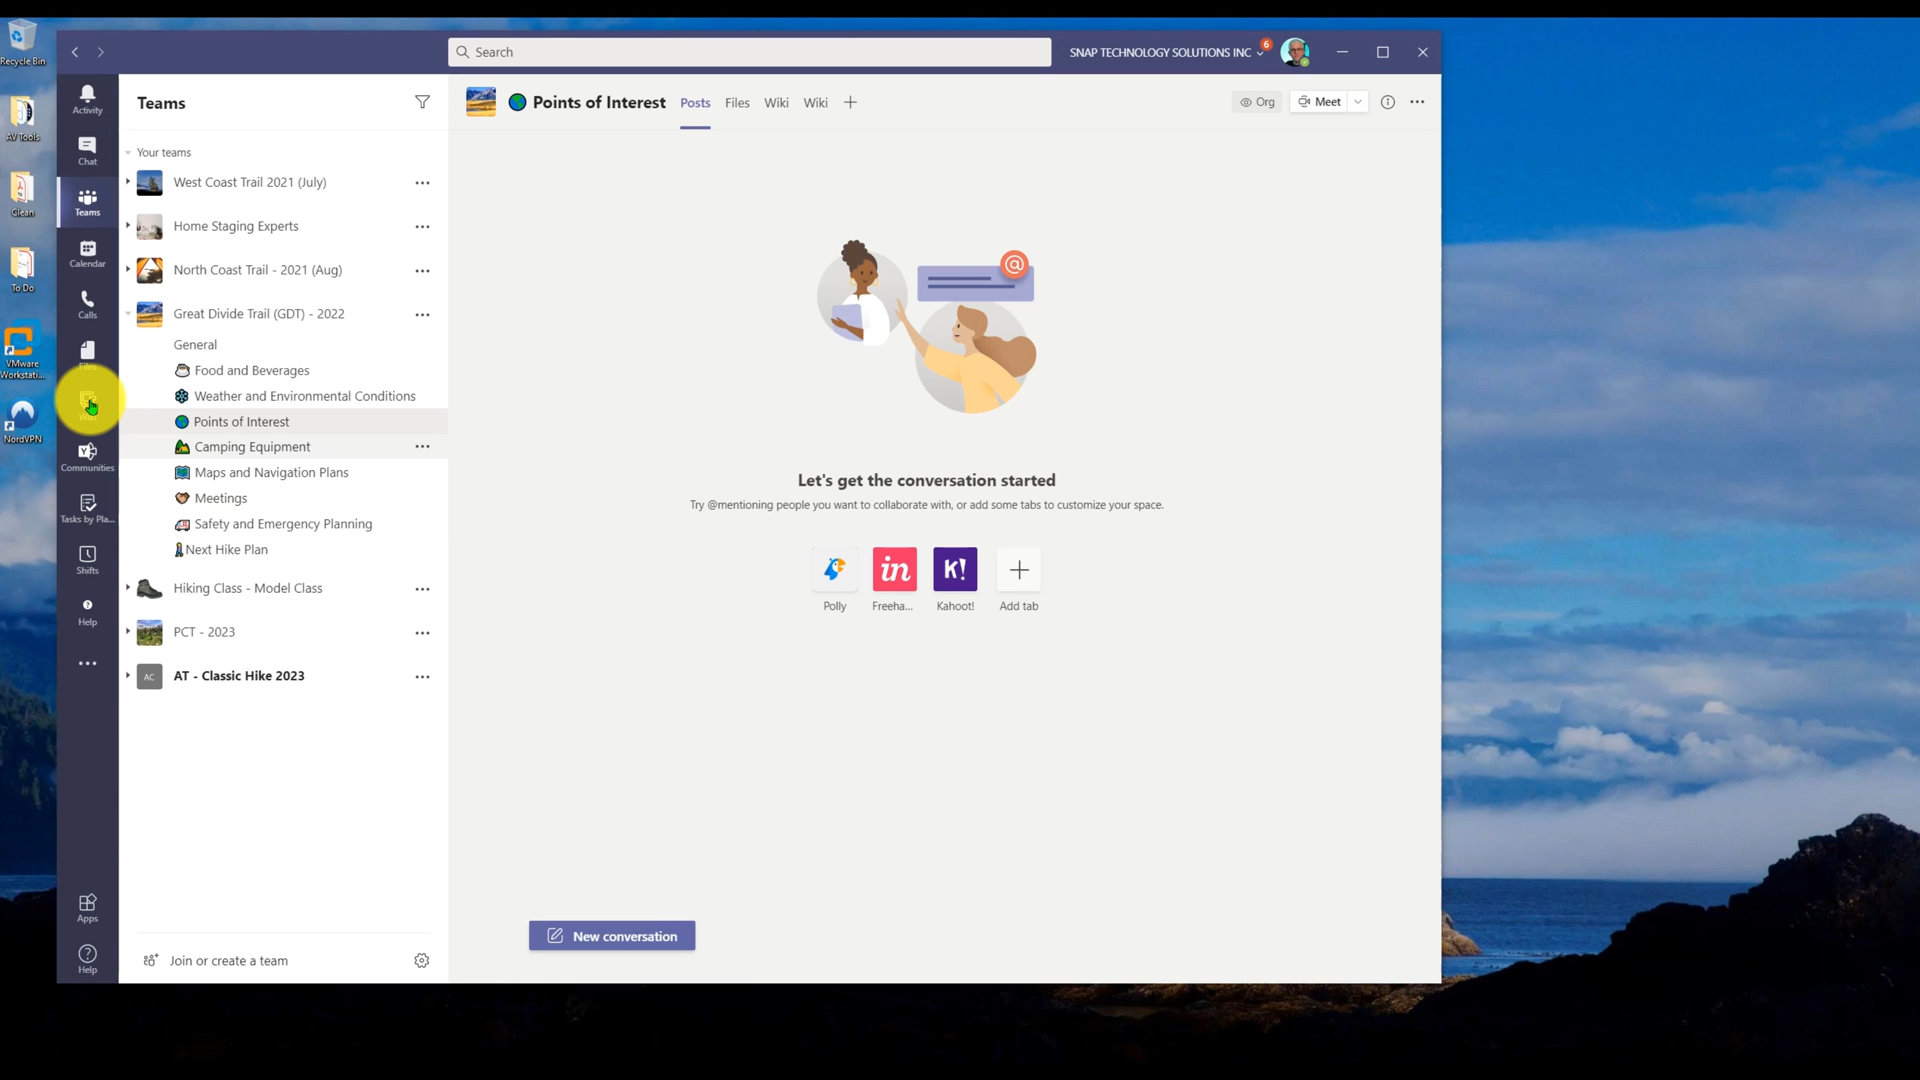 Recycle Bin
AV Tools
Clean
To Do
VMware
Workstati...
NordVPN
Search
SNAP TECHNOLOGY SOLUTIONS INC
6
Activity
Chat
Teams
Calendar
Calls
Files
Communities
Tasks by Pla...
Shifts
Help
Apps
Help
Teams
Your teams
West Coast Trail 2021 (July)
Home Staging Experts
North Coast Trail - 2021 (Aug)
Great Divide Trail (GDT) - 2022
General
Food and Beverages
Weather and Environmental Conditions
Points of Interest
Camping Equipment
Maps and Navigation Plans
Meetings
Safety and Emergency Planning
Next Hike Plan
Hiking Class - Model Class
PCT - 2023
AC
AT - Classic Hike 2023
Join or create a team
Points of Interest
Posts
Files
Wiki
Wiki
Org
Meet
@
Let's get the conversation started
Try @mentioning people you want to collaborate with, or add some tabs to customize your space.
in
K!
Polly
Freeha...
Kahoot!
Add tab
New conversation